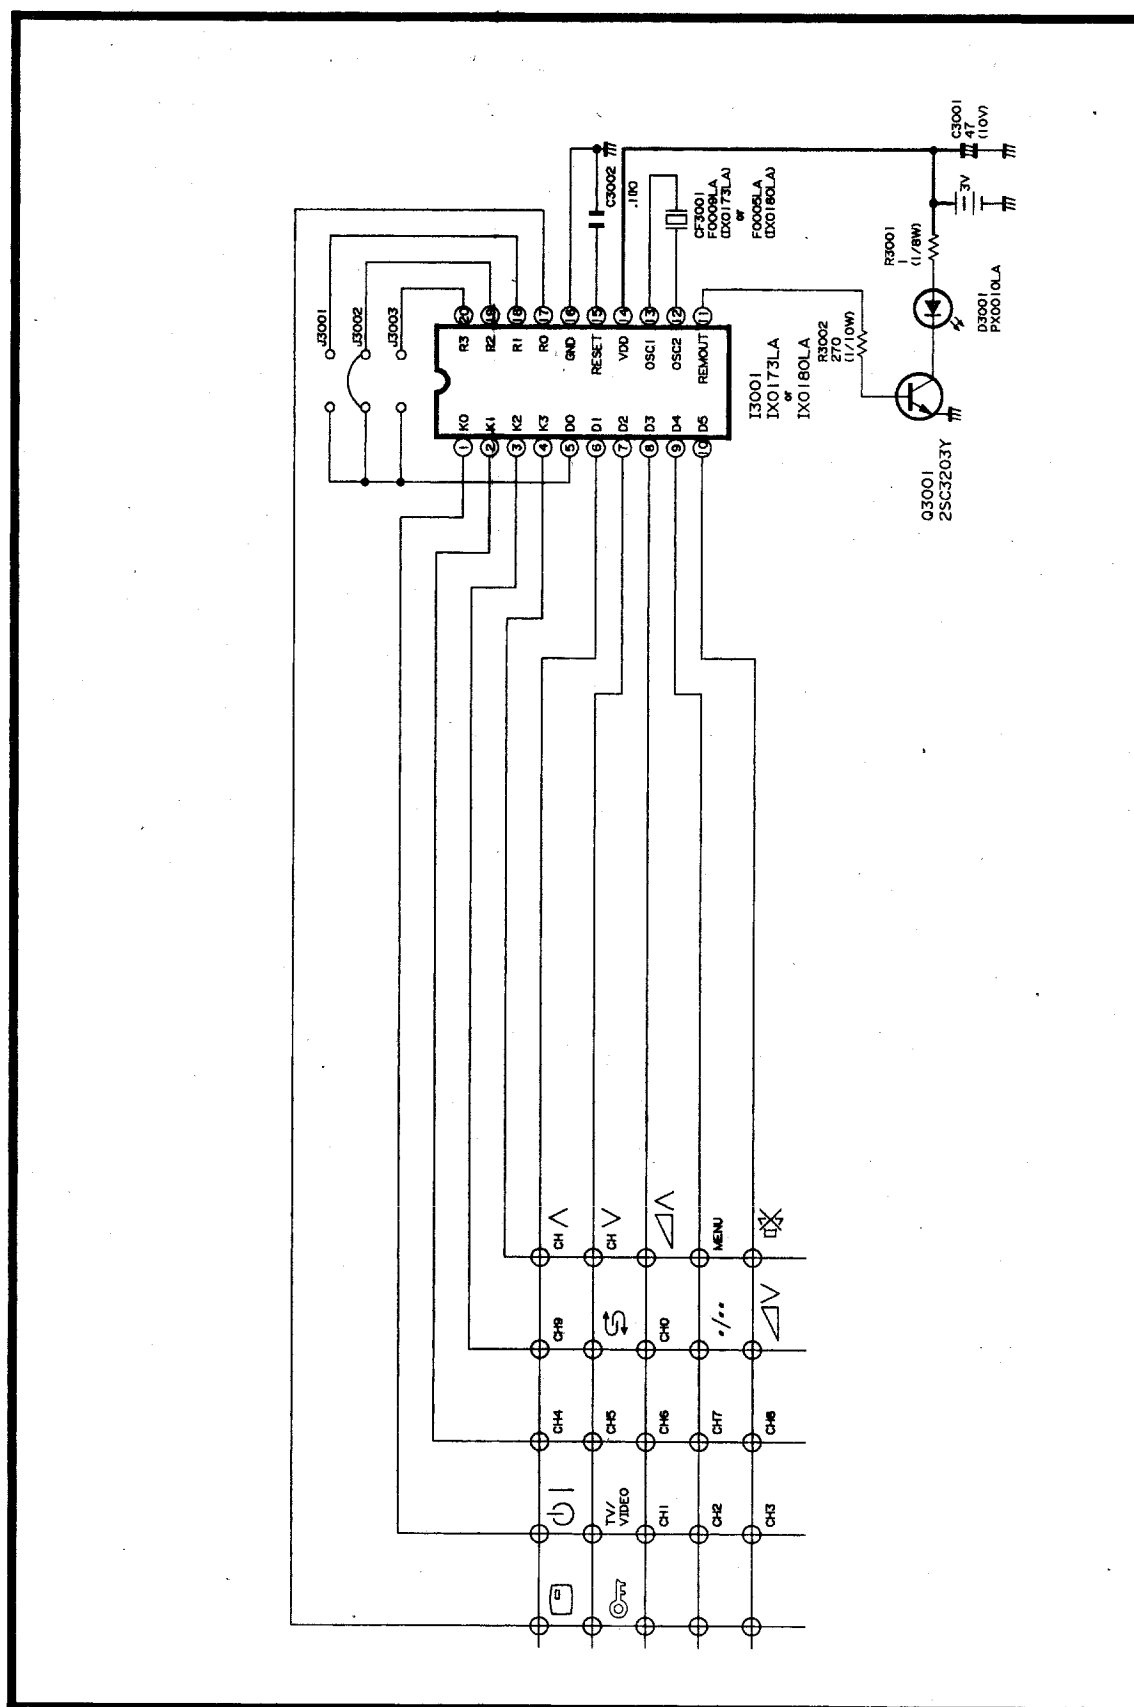 J3001
J3002
J3003
20
19
18
17
16
15
14
13
12
11
R3
R2
R1
R0
GND
RESET
VDD
OSC1
OSC2
REMOUT
K0
K1
K2
K3
D0
D1
D2
D3
D4
D5
1
2
3
4
5
6
7
8
9
10
I3001
IX0173LA
or
IX0180LA
C3002
.100
CF3001
F0009LA
(IX0173LA)
or
F0005LA
(IX0180LA)
R3002
270
(1/10W)
C3001
47
(10V)
3V
R3001
1
(1/8W)
D3001
PX0010LA
Q3001
2SC3203Y
CH
CH
MENU
CH9
CH0
•/••
CH4
CH5
CH6
CH7
CH8
TV/
VIDEO
CH1
CH2
CH3